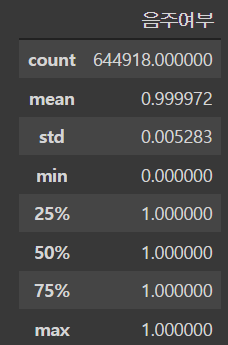 음주여부
count 644918.000000
mean 0.999972
std 0.005283
min 0.000000
25% 1.000000
50% 1.000000
75% 1.000000
max 1.000000